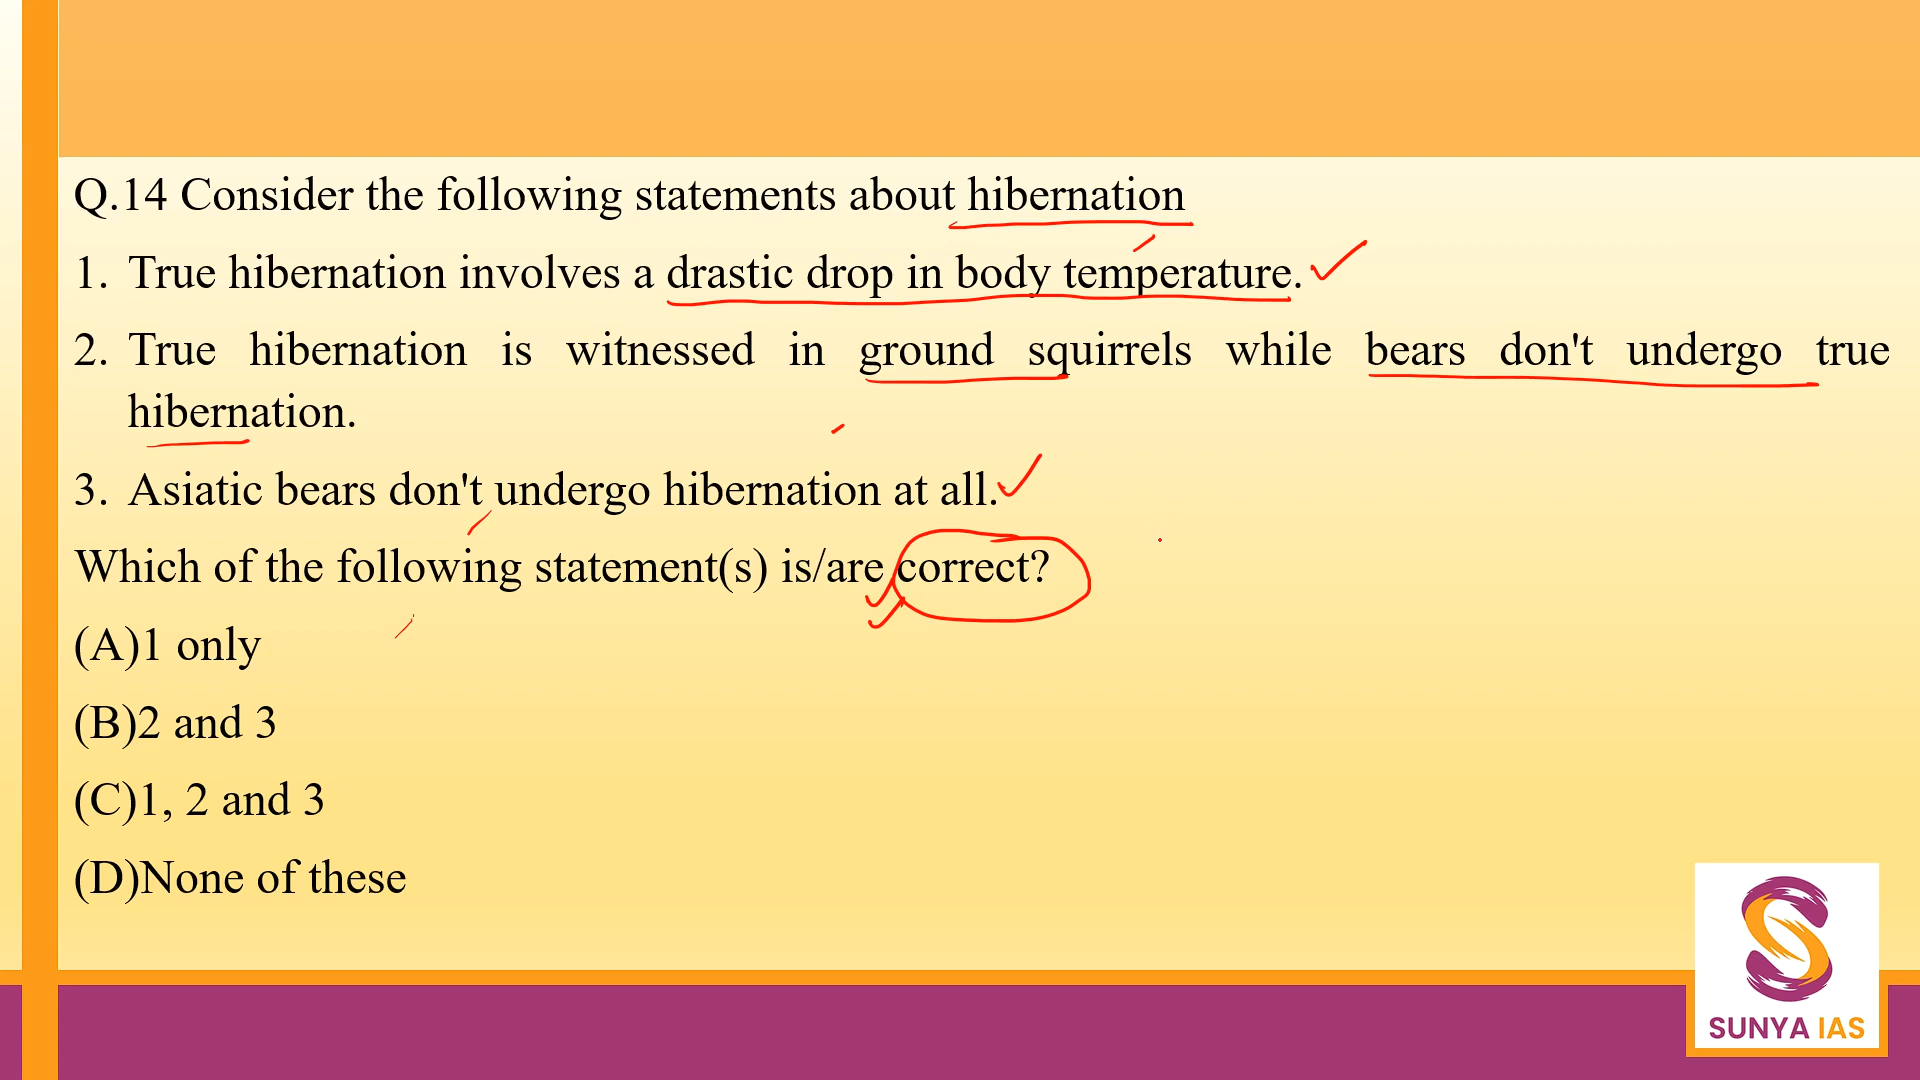 Q.14 Consider the following statements about hibernation
1. True hibernation involves a drastic drop in body temperature.
2. True hibernation is witnessed in ground squirrels while bears don't undergo true
hibernation.
3. Asiatic bears don't undergo hibernation at all.
Which of the following statement(s) is/are correct?
(A)1 only
(B)2 and 3
(C)1, 2 and 3
(D)None of these
SUNYA IAS